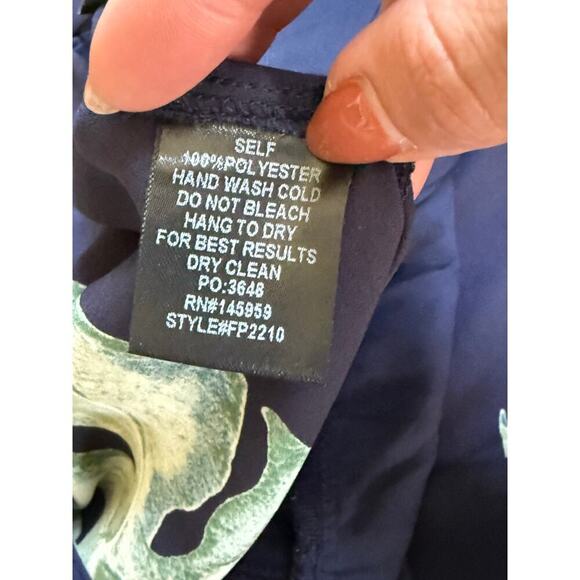 SELF
100%POLYESTER
HAND WASH COLD
DO NOT BLEACH
HANG TO DRY
FOR BEST RESULTS
DRY CLEAN
PO:3648
RN#145959
STYLE#FP2210